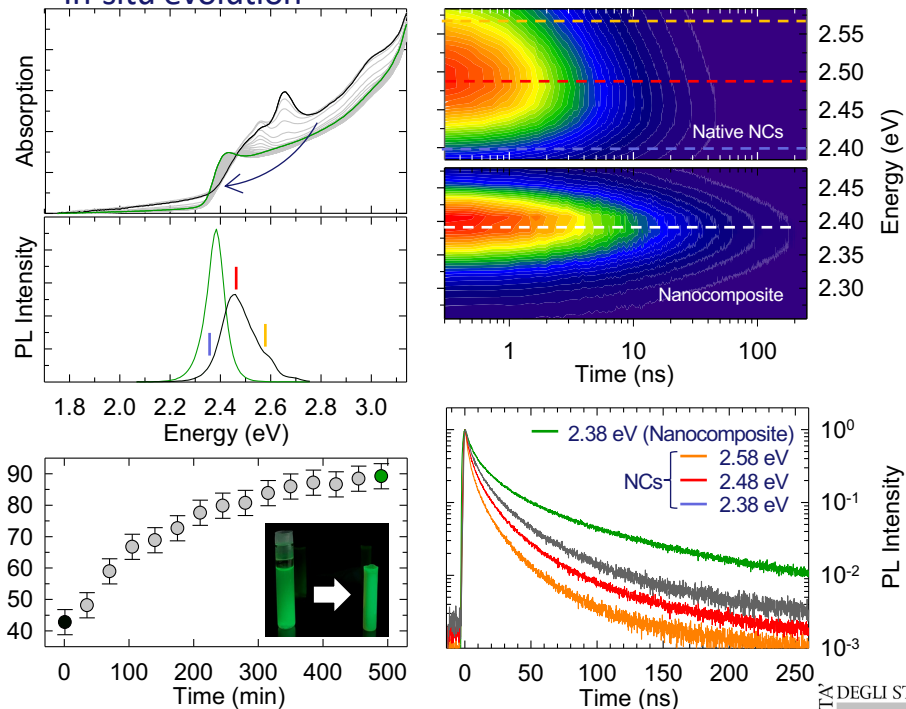 in-situ evolution
Absorption
PL Intensity
1.8 2.0 2.2 2.4 2.6 2.8 3.0
Energy (eV)
Native NCs
2.55
2.50
2.45
2.40
Nanocomposite
2.45
2.40
2.35
2.30
Energy (eV)
1 10 100
Time (ns)
90
80
70
60
50
40
0 100 200 300 400 500
Time (min)
2.38 eV (Nanocomposite)
NCs
2.58 eV
2.48 eV
2.38 eV
10⁰
10⁻¹
10⁻²
10⁻³
PL Intensity
0 50 100 150 200 250
Time (ns)
DEGLI ST